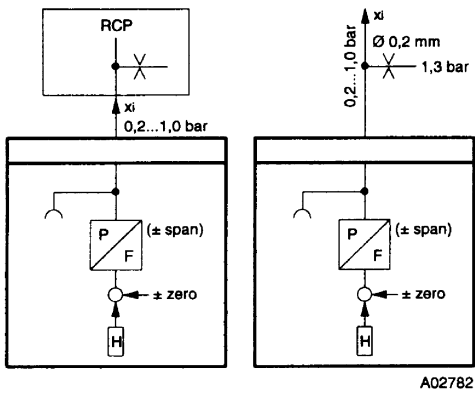 RCP
xi
0,2...1,0 bar
P
F
(± span)
± zero
H
xi
0,2...1,0 bar
Ø 0,2 mm
1,3 bar
P
F
(± span)
± zero
H
A02782